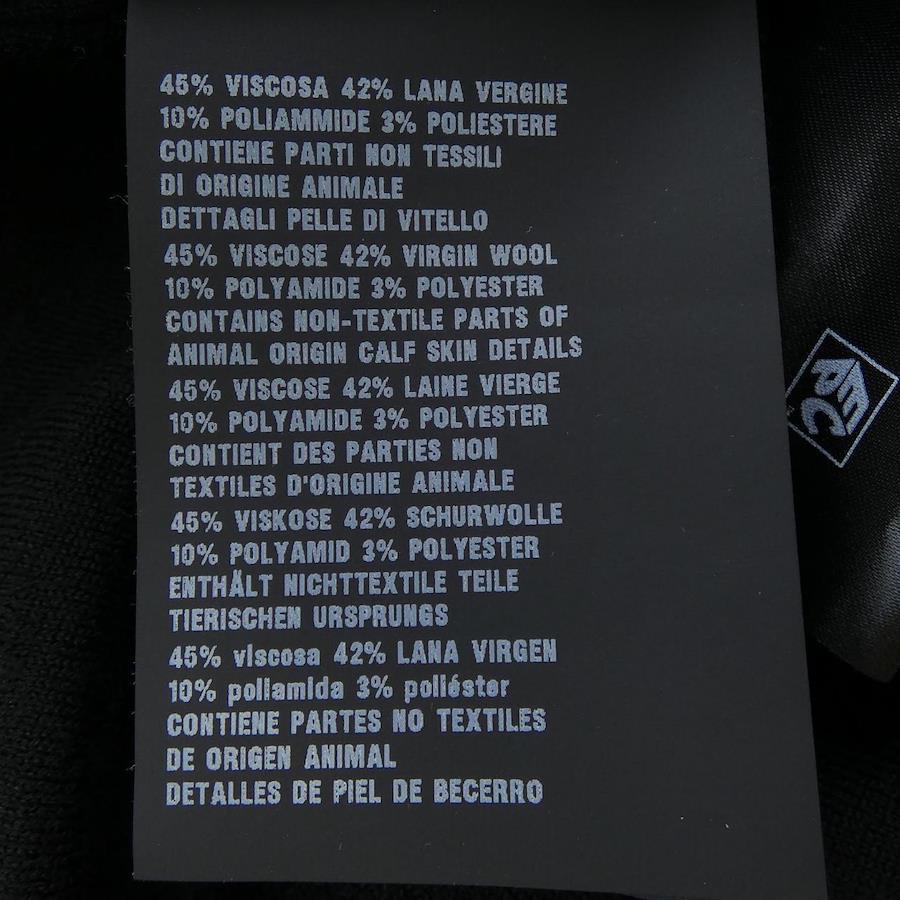 45% VISCOSA 42% LANA VERGINE
10% POLIAMMIDE 3% POLIESTERE
CONTIENE PARTI NON TESSILI
DI ORIGINE ANIMALE
DETTAGLI PELLE DI VITELLO
45% VISCOSE 42% VIRGIN WOOL
10% POLYAMIDE 3% POLYESTER
CONTAINS NON-TEXTILE PARTS OF
ANIMAL ORIGIN CALF SKIN DETAILS
45% VISCOSE 42% LAINE VIERGE
10% POLYAMIDE 3% POLYESTER
CONTIENT DES PARTIES NON
TEXTILES D'ORIGINE ANIMALE
45% VISKOSE 42% SCHURWOLLE
10% POLYAMID 3% POLYESTER
ENTHÄLT NICHTTEXTILE TEILE
TIERISCHEN URSPRUNGS
45% viscosa 42% LANA VIRGEN
10% poliamida 3% poliéster
CONTIENE PARTES NO TEXTILES
DE ORIGEN ANIMAL
DETALLES DE PIEL DE BECERRO